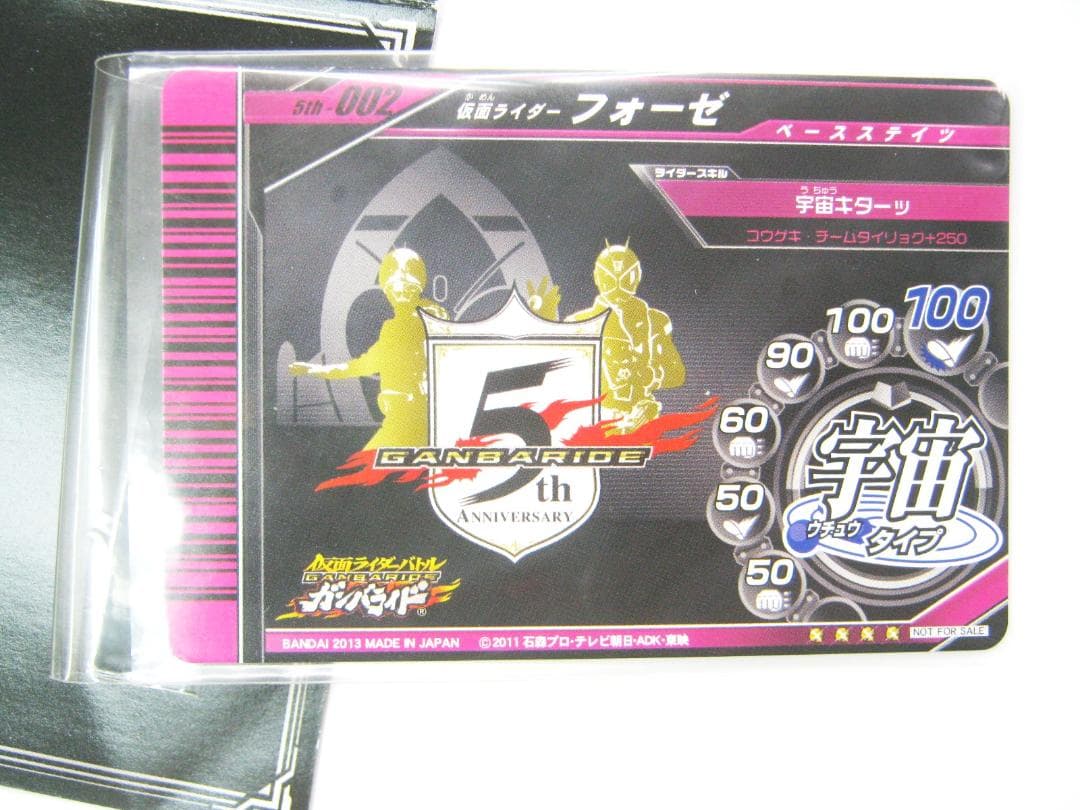 5th-002
かめん
仮面ライダー フォーゼ
ベースステイツ
ライダースキル
うちゅう
宇宙キターッ
コウゲキ・チームタイリョク+250
100
100
90
60
50
50
宇宙
ウチュウ
タイプ
5th
GANBARIDE
ANNIVERSARY
仮面ライダーバトル
GANBARIDE
ガンバライド®
BANDAI 2013 MADE IN JAPAN ©2011 石森プロ・テレビ朝日・ADK・東映
NOT FOR SALE